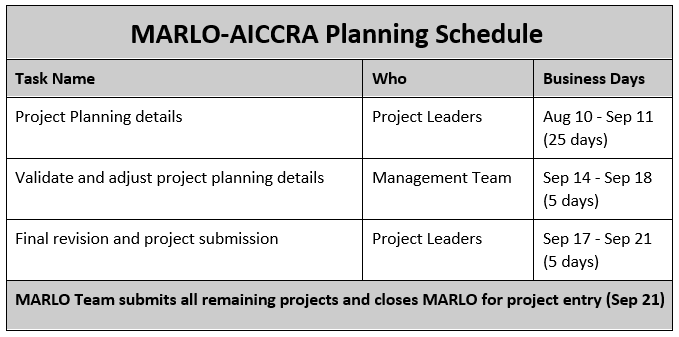 MARLO-AICCRA Planning Schedule
Task Name Who Business Days
Project Planning details Project Leaders Aug 10 - Sep 11
(25 days)
Validate and adjust project planning details Management Team Sep 14 - Sep 18
(5 days)
Final revision and project submission Project Leaders Sep 17 - Sep 21
(5 days)
MARLO Team submits all remaining projects and closes MARLO for project entry (Sep 21)